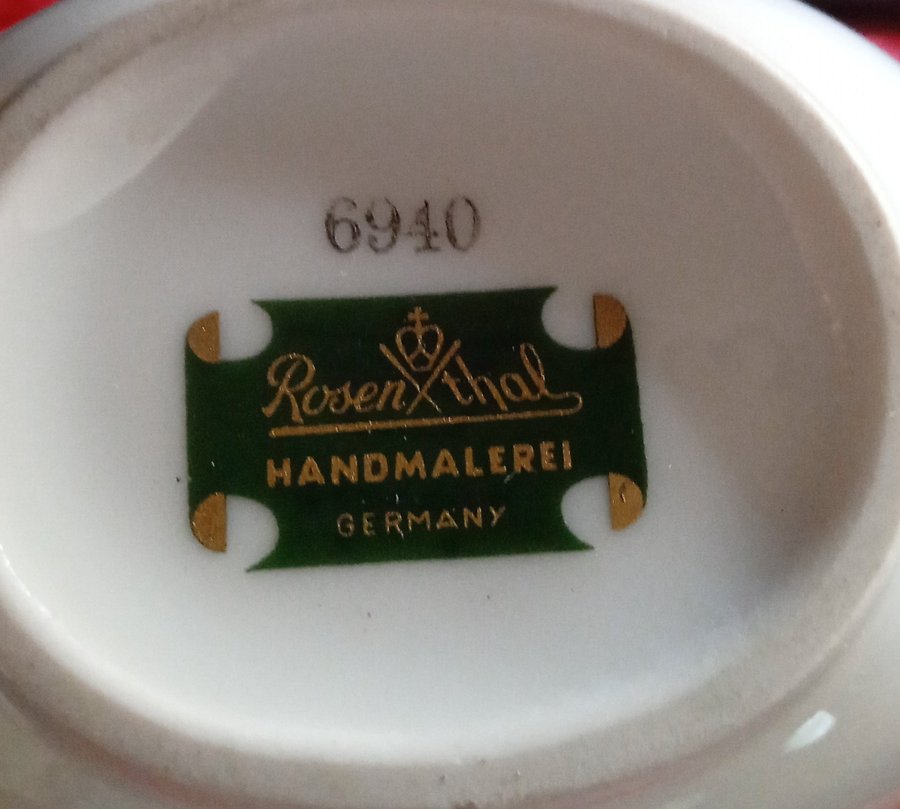 6940
Rosenthal
HANDMALEREI
GERMANY